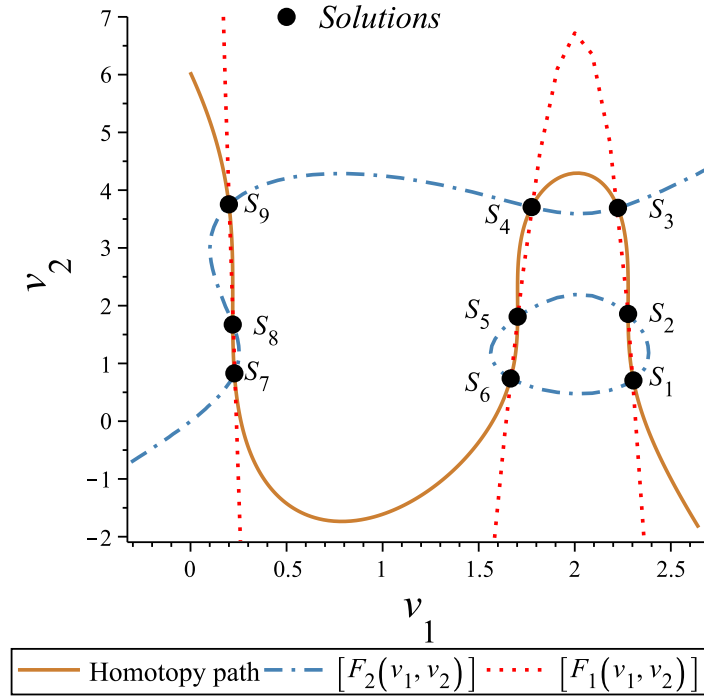 7
● Solutions
6
5
4
S₉
S₄
S₃
3
v₂
2
S₅
S₂
S₈
1
S₇
S₆
S₁
0
−1
−2
0 0.5 1 1.5 2 2.5
v₁
Homotopy path [F₂(v₁, v₂)] [F₁(v₁, v₂)]